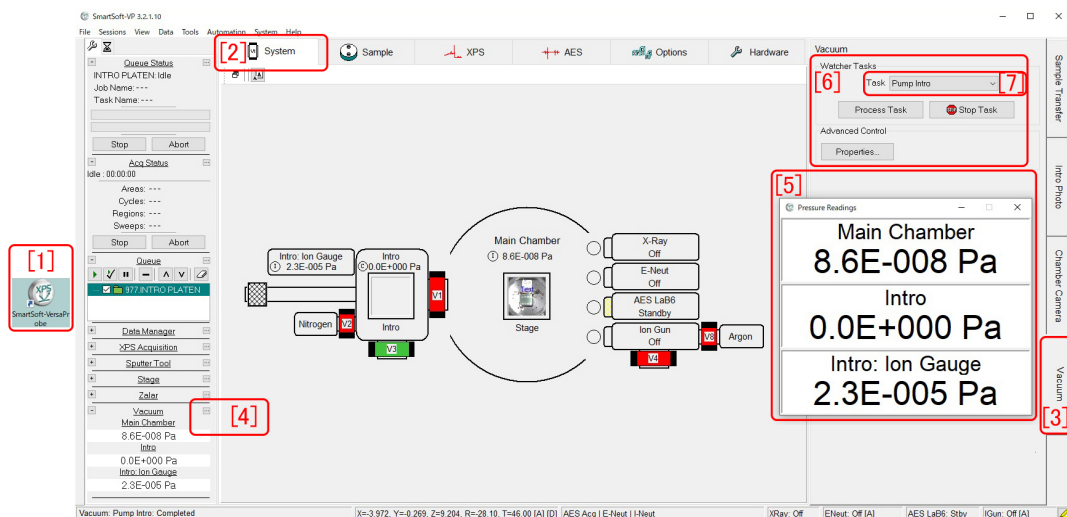 SmartSoft-VP 3.2.1.10
File Sessions View Data Tools Automation System Help
[2] System
Sample
XPS
AES
Options
Hardware
Queue Status
INTRO PLATEN: Idle
Job Name: ---
Task Name: ---
Stop Abort
Acq Status
Idle : 00:00:00
Areas: ---
Cycles: ---
Regions: ---
Sweeps: ---
Stop Abort
Queue
977.INTRO PLATEN
Data Manager
XPS Acquisition
Sputter Tool
Stage
Zalar
Vacuum
[4]
Main Chamber
8.6E-008 Pa
Intro
0.0E+000 Pa
Intro: Ion Gauge
2.3E-005 Pa
[1]
XPS
SmartSoft-VersaPr
obe
Intro: Ion Gauge
2.3E-005 Pa
Intro
0.0E+000 Pa
Intro
V1
Nitrogen
V2
V3
Main Chamber
8.6E-008 Pa
Stage
X-Ray
Off
E-Neut
Off
AES LaB6
Standby
Ion Gun
Off
V8
Argon
V4
Vacuum
Watcher Tasks
[6]
Task Pump Intro
[7]
Process Task
STOP Stop Task
Advanced Control
Properties...
[5]
Pressure Readings
Main Chamber
8.6E-008 Pa
Intro
0.0E+000 Pa
Intro: Ion Gauge
2.3E-005 Pa
Sample Transfer
Intro Photo
Chamber Camera
Vacuum
[3]
Vacuum: Pump Intro: Completed
X=-3.972, Y=-0.269, Z=9.204, R=-28.10, T=46.00 [A] [D]
AES Acq | E-Neut | I-Neut
XRay: Off
ENeut: Off [A]
AES LaB6: Stby
IGun: Off [A]